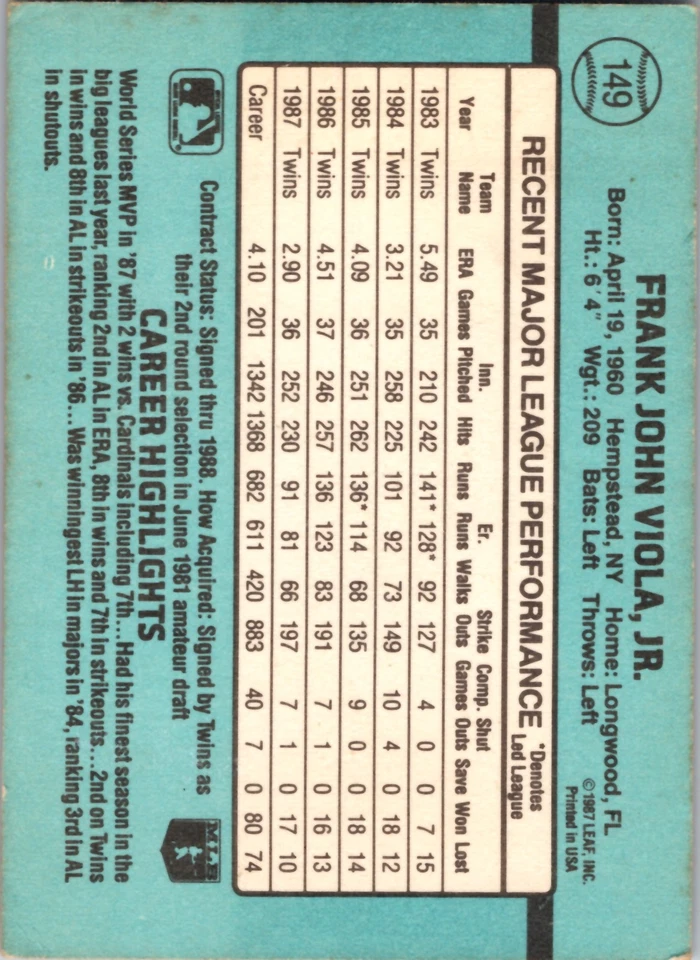 149
FRANK JOHN VIOLA, JR.
Born: April 19, 1960 Hempstead, NY Home: Longwood, FL
Ht.: 6'4" Wgt.: 209 Bats: Left Throws: Left
©1987 LEAF, INC.
Printed in USA
RECENT MAJOR LEAGUE PERFORMANCE *Denotes Led League
Year Team Name ERA Games Inn. Pitched Hits Runs Er. Runs Walks Strike Outs Comp. Games Shut Outs Save Won Lost
1983 Twins 5.49 35 210 242 141* 128* 92 127 4 0 0 7 15
1984 Twins 3.21 35 258 225 101 92 73 149 10 4 0 18 12
1985 Twins 4.09 36 251 262 136* 114 68 135 9 0 0 18 14
1986 Twins 4.51 37 246 257 136 123 83 191 7 1 0 16 13
1987 Twins 2.90 36 252 230 91 81 66 197 7 1 0 17 10
Career 4.10 201 1342 1368 682 611 420 883 40 7 0 80 74
Contract Status: Signed thru 1988. How Acquired: Signed by Twins as
their 2nd round selection in June 1981 amateur draft
MLB
CAREER HIGHLIGHTS
World Series MVP in '87 with 2 wins vs. Cardinals including 7th...Had his finest season in the
big leagues last year, ranking 2nd in AL in ERA, 8th in wins and 7th in strikeouts...2nd on Twins
in wins and 8th in AL in strikeouts in '86...Was winningest LH in majors in '84, ranking 3rd in AL
in shutouts.